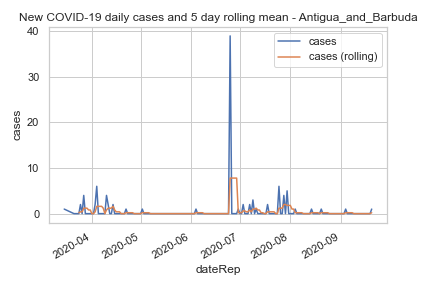 New COVID-19 daily cases and 5 day rolling mean - Antigua_and_Barbuda
40
30
20
10
0
cases
cases
cases (rolling)
2020-04
2020-05
2020-06
2020-07
2020-08
2020-09
dateRep